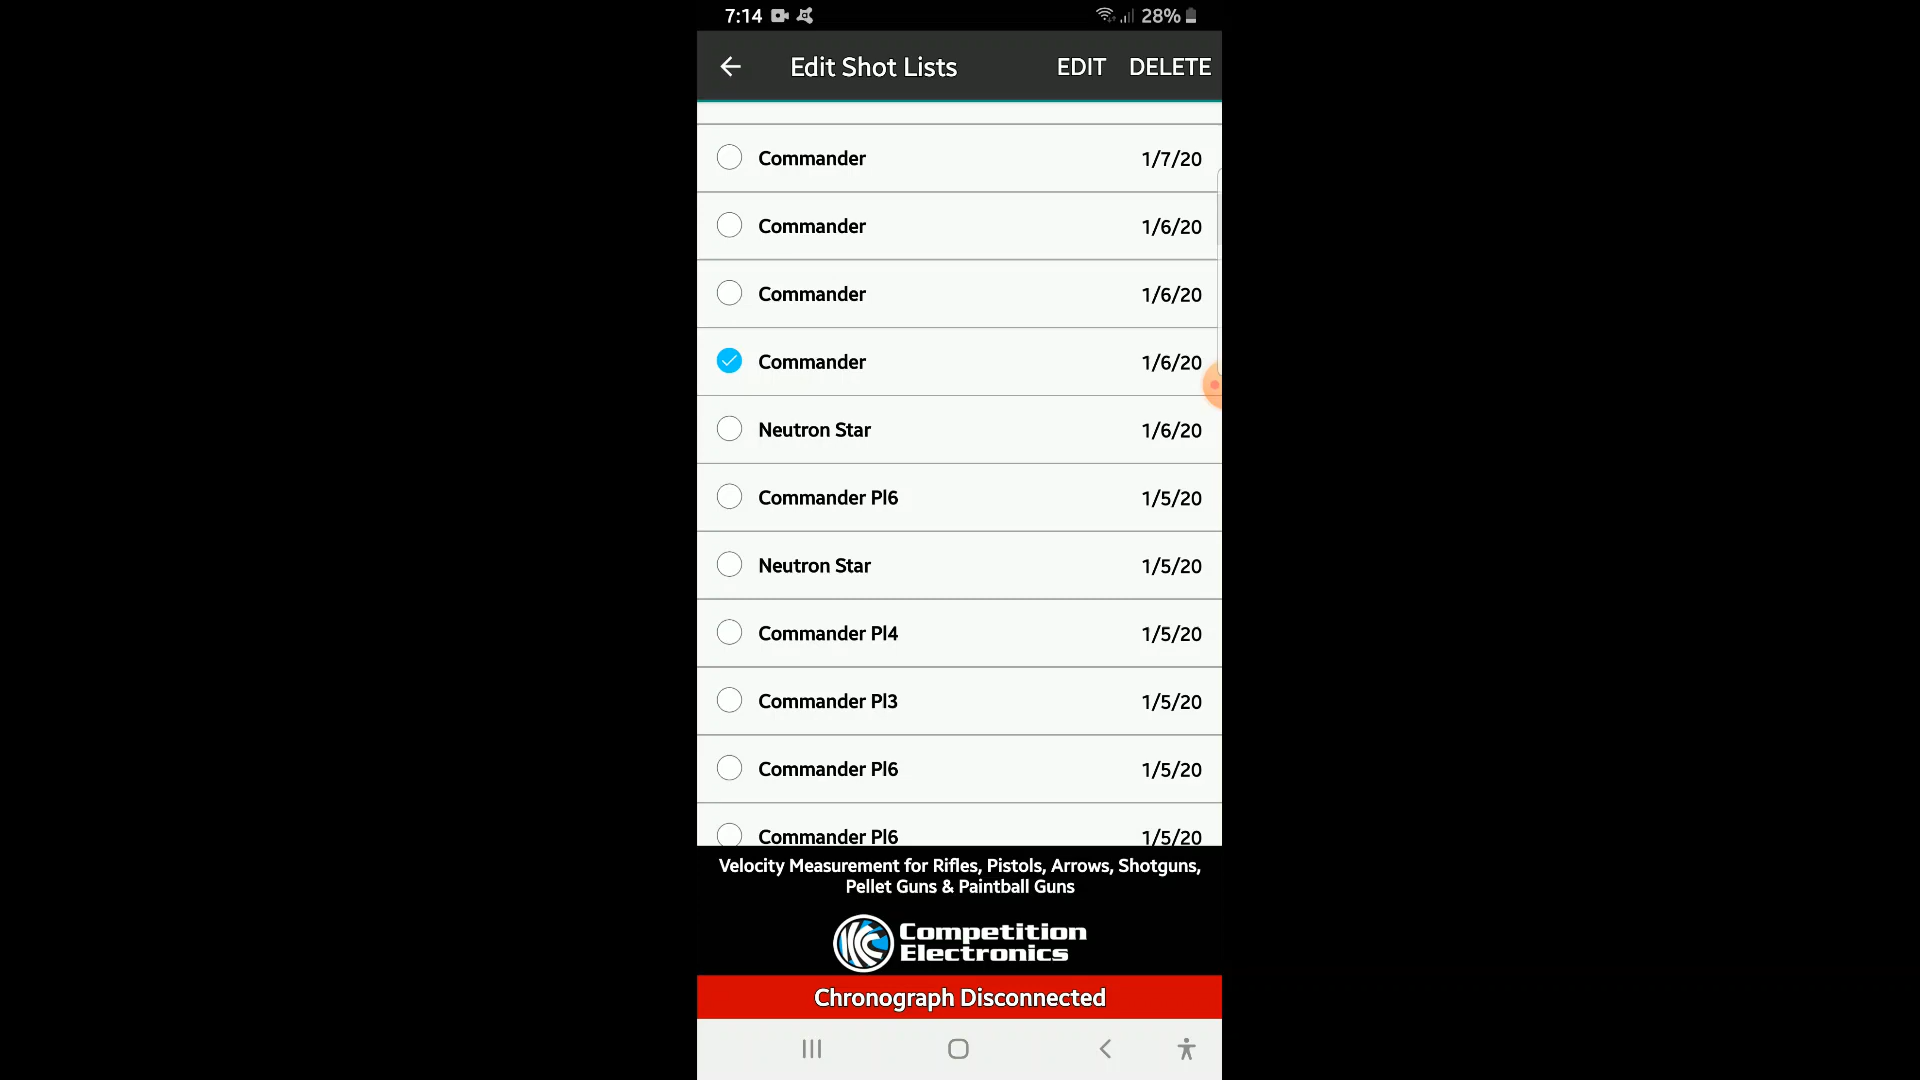 7:14 28%
Edit Shot Lists EDIT DELETE
Commander 1/7/20
Commander 1/6/20
Commander 1/6/20
Commander 1/6/20
Neutron Star 1/6/20
Commander Pl6 1/5/20
Neutron Star 1/5/20
Commander Pl4 1/5/20
Commander Pl3 1/5/20
Commander Pl6 1/5/20
Commander Pl6 1/5/20
Velocity Measurement for Rifles, Pistols, Arrows, Shotguns,
Pellet Guns & Paintball Guns
Competition
Electronics
Chronograph Disconnected